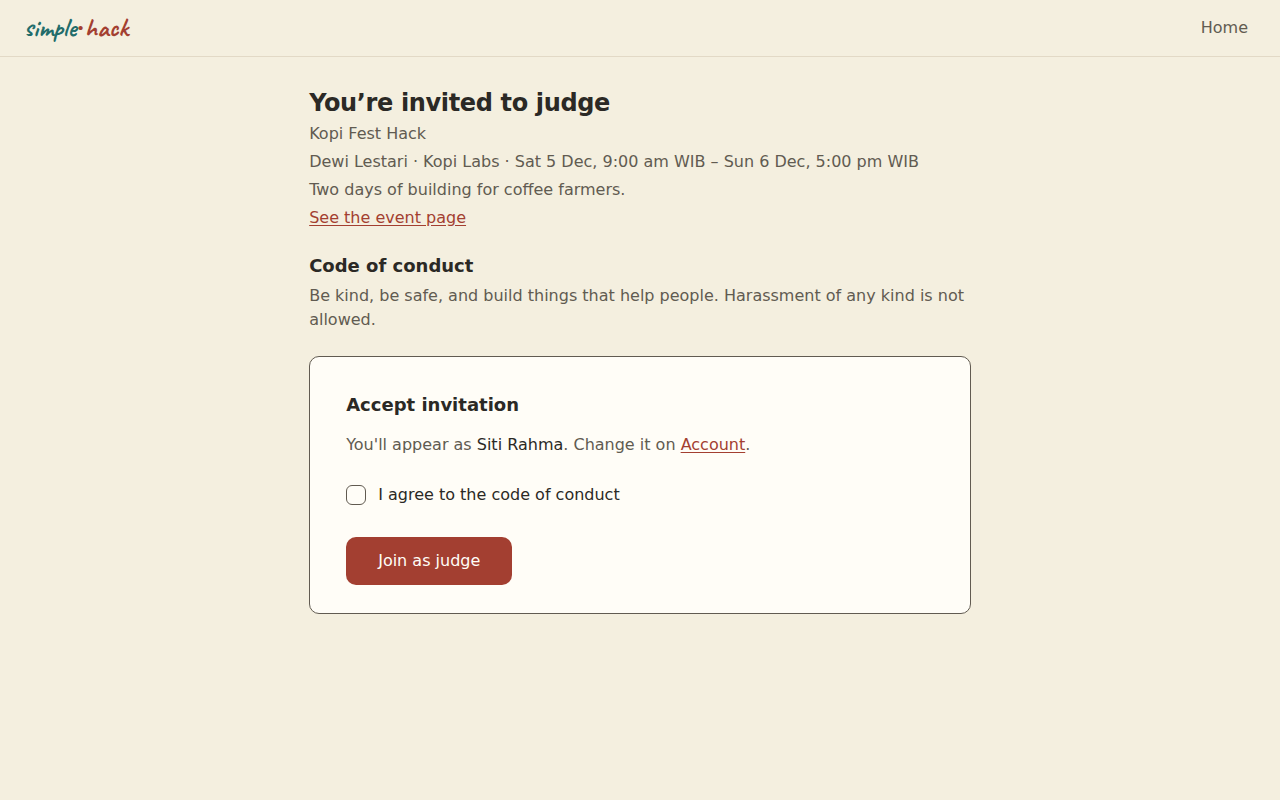 simple·hack
Home
You’re invited to judge
Kopi Fest Hack
Dewi Lestari · Kopi Labs · Sat 5 Dec, 9:00 am WIB – Sun 6 Dec, 5:00 pm WIB
Two days of building for coffee farmers.
See the event page
Code of conduct
Be kind, be safe, and build things that help people. Harassment of any kind is not
allowed.
Accept invitation
You'll appear as Siti Rahma. Change it on Account.
I agree to the code of conduct
Join as judge